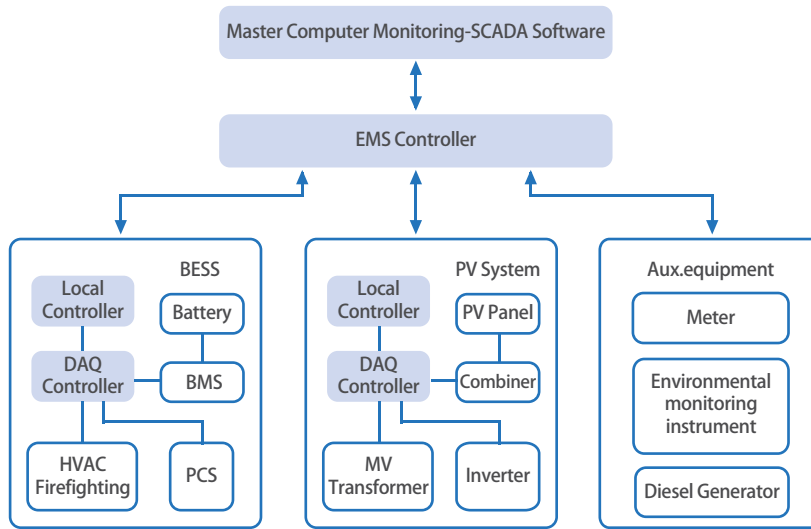 Master Computer Monitoring-SCADA Software
EMS Controller
BESS
Local
Controller
Battery
DAQ
Controller
BMS
HVAC
Firefighting
PCS
PV System
Local
Controller
PV Panel
DAQ
Controller
Combiner
MV
Transformer
Inverter
Aux.equipment
Meter
Environmental
monitoring
instrument
Diesel Generator